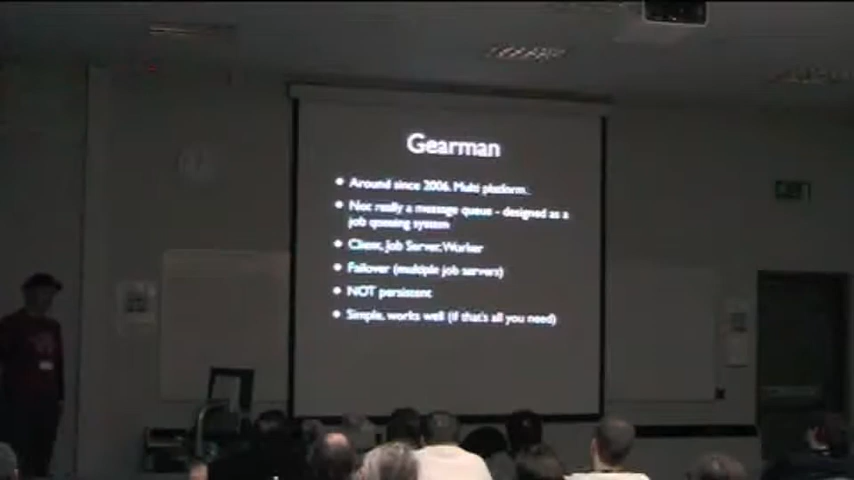 Gearman
Around since 2006. Multi platform.
Not really a message queue - designed as a
job queuing system
Client, Job Server, Worker
Failover (multiple job servers)
NOT persistent
Simple, works well (if that's all you need)